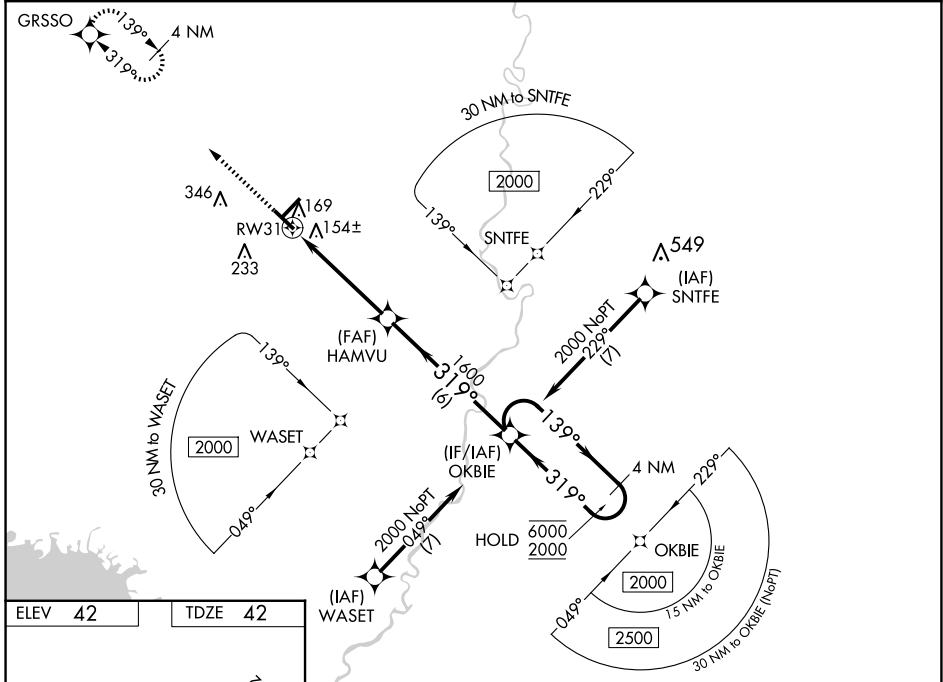 GRSSO
139°
4 NM
319°
30 NM to SNTFE
2000
139°
229°
SNTFE
346
169
RW31
154±
233
549
(IAF)
SNTFE
2000 NoPT
229°
(7)
(FAF)
HAMVU
1600
319°
(6)
139°
30 NM to WASET
2000
WASET
049°
(IF/IAF)
OKBIE
139°
319°
4 NM
HOLD
6000
2000
2000 NoPT
049°
(7)
(IAF)
WASET
229°
OKBIE
049°
2000
15 NM to OKBIE
2500
30 NM to OKBIE (NoPT)
ELEV 42
TDZE 42